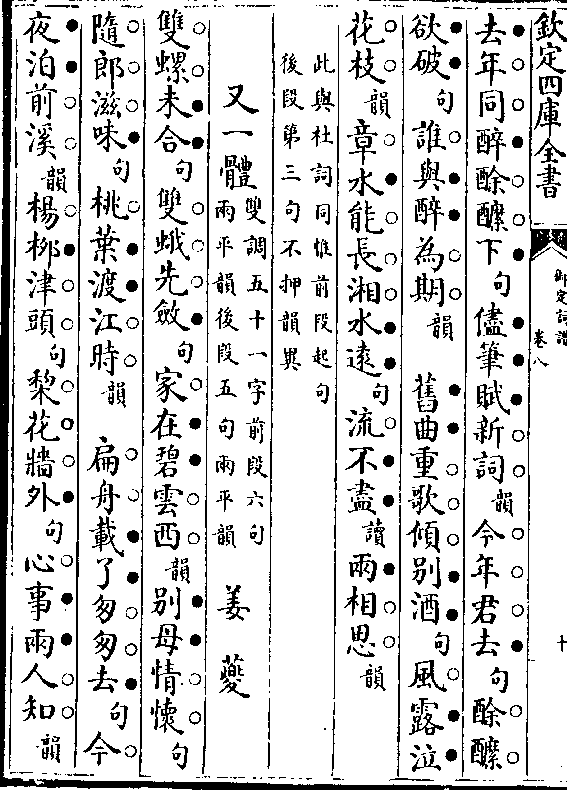 欽定四庫全書
御定詞譜
卷八
十
去年同醉酴醿下句儘筆賦新詞韻今年君去句酴醿
欲破句誰與醉為期韻　舊曲重歌傾别酒句風露泣
花枝韻章水能長湘水逺句流不盡讀兩相思韻
此與杜詞同惟前段起句
後段第三句不押韻異
又一體雙調五十一字前段六句
兩平韻後段五句兩平韻　姜夔
雙螺未合句雙蛾先斂句家在碧雲西韻别母情懐句
隨郎滋味句桃葉渡江時韻　扁舟載了匆匆去句今
夜泊前溪韻楊栁津頭句棃花牆外句心事兩人知韻